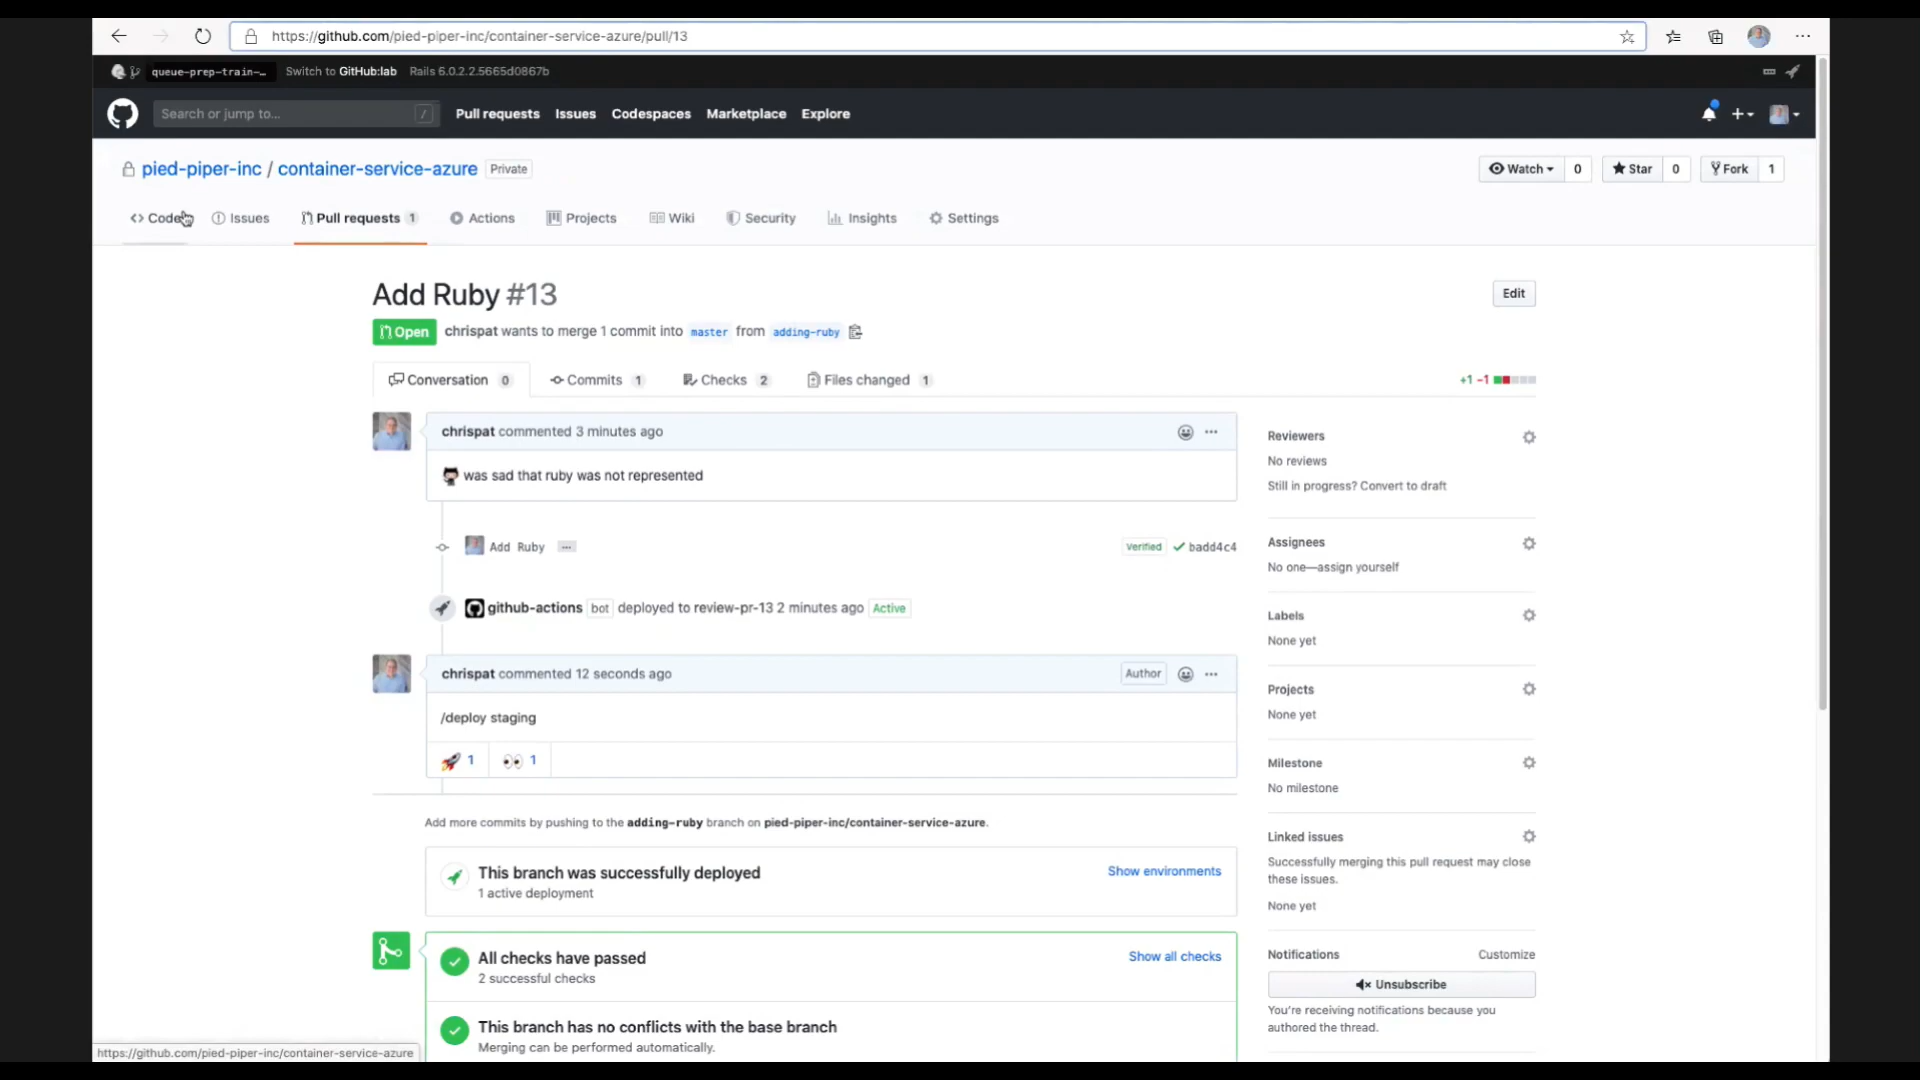 https://github.com/pied-piper-inc/container-service-azure/pull/13
queue-prep-train-… Switch to GitHub:lab Rails 6.0.2.2.5665d0867b
Search or jump to... / Pull requests Issues Codespaces Marketplace Explore
pied-piper-inc / container-service-azure Private Watch 0 Star 0 Fork 1
Code Issues Pull requests 1 Actions Projects Wiki Security Insights Settings
Add Ruby #13 Edit
Open chrispat wants to merge 1 commit into master from adding-ruby
Conversation 0 Commits 1 Checks 2 Files changed 1 +1 −1
chrispat commented 3 minutes ago
was sad that ruby was not represented
Add Ruby … Verified badd4c4
github-actions bot deployed to review-pr-13 2 minutes ago Active
chrispat commented 12 seconds ago Author
/deploy staging
1 1
Add more commits by pushing to the adding-ruby branch on pied-piper-inc/container-service-azure.
This branch was successfully deployed Show environments
1 active deployment
All checks have passed Show all checks
2 successful checks
This branch has no conflicts with the base branch
Merging can be performed automatically.
Reviewers
No reviews
Still in progress? Convert to draft
Assignees
No one—assign yourself
Labels
None yet
Projects
None yet
Milestone
No milestone
Linked issues
Successfully merging this pull request may close
these issues.
None yet
Notifications Customize
Unsubscribe
You're receiving notifications because you
authored the thread.
https://github.com/pied-piper-inc/container-service-azure